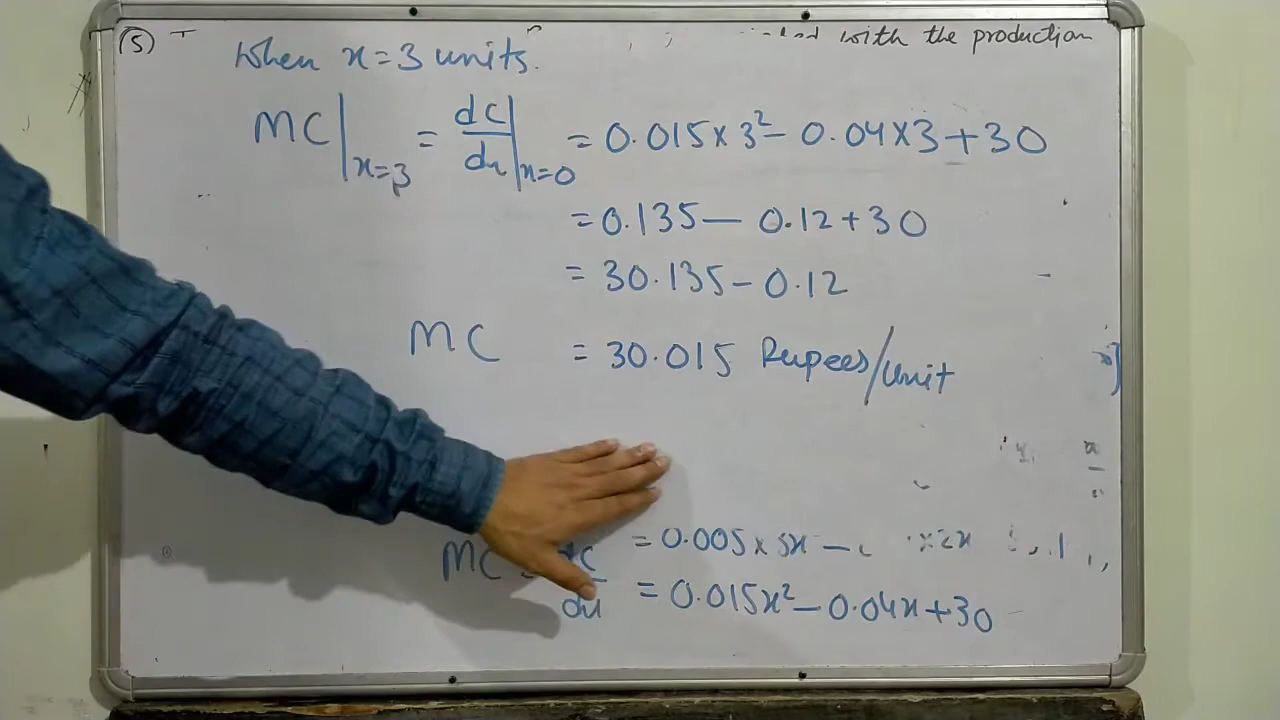 (5) with the production
When x=3 units.
MC|x=3 = dC/dx|x=0 = 0.015×3² - 0.04×3+30
= 0.135 - 0.12+30
= 30.135 - 0.12
MC = 30.015 Rupees/unit
MC dC/dx = 0.005×3x - ×2x
= 0.015x² - 0.04x+30